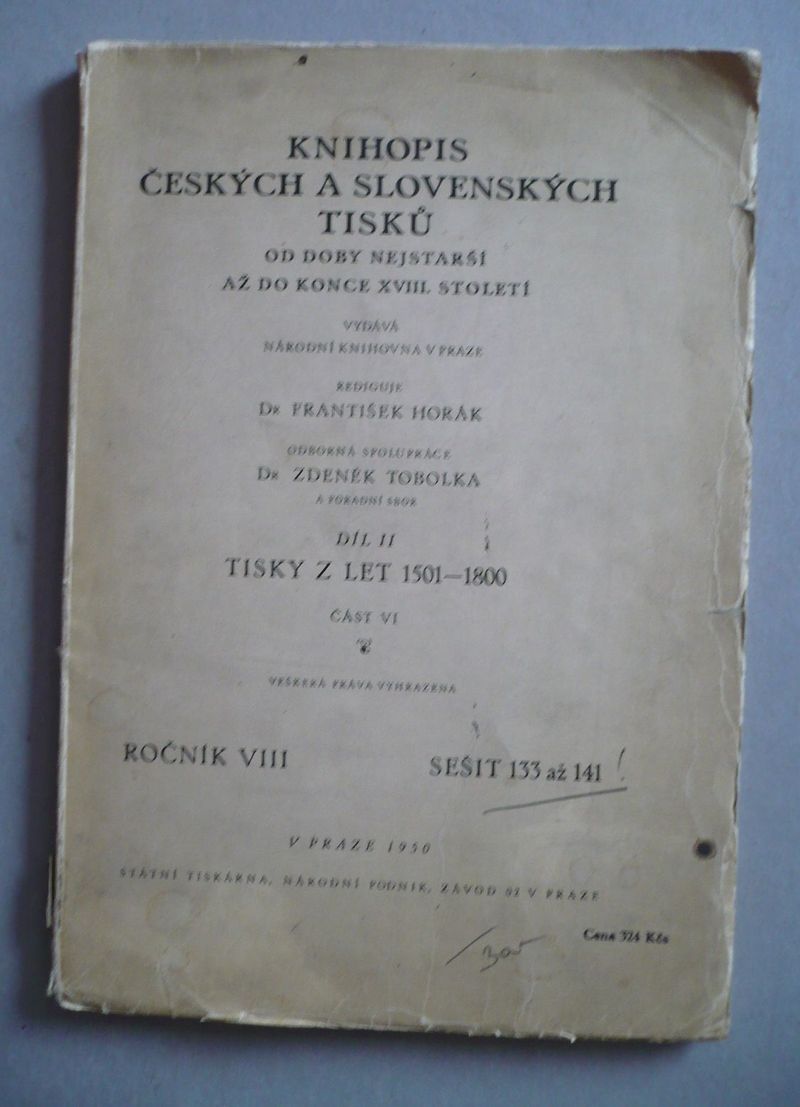 KNIHOPIS
ČESKÝCH A SLOVENSKÝCH
TISKŮ
OD DOBY NEJSTARŠÍ
AŽ DO KONCE XVIII. STOLETÍ
VYDÁVÁ
NÁRODNÍ KNIHOVNA V PRAZE
REDIGUJE
DR FRANTIŠEK HORÁK
ODBORNÁ SPOLUPRÁCE
DR ZDENĚK TOBOLKA
A PORADNÍ SBOR
DÍL II
TISKY Z LET 1501—1800
ČÁST VI
VEŠKERÁ PRÁVA VYHRAZENA
ROČNÍK VIII
SEŠIT 133 až 141
V PRAZE 1950
STÁTNÍ TISKÁRNA, NÁRODNÍ PODNIK, ZÁVOD 02 V PRAZE
Cena 324 Kčs